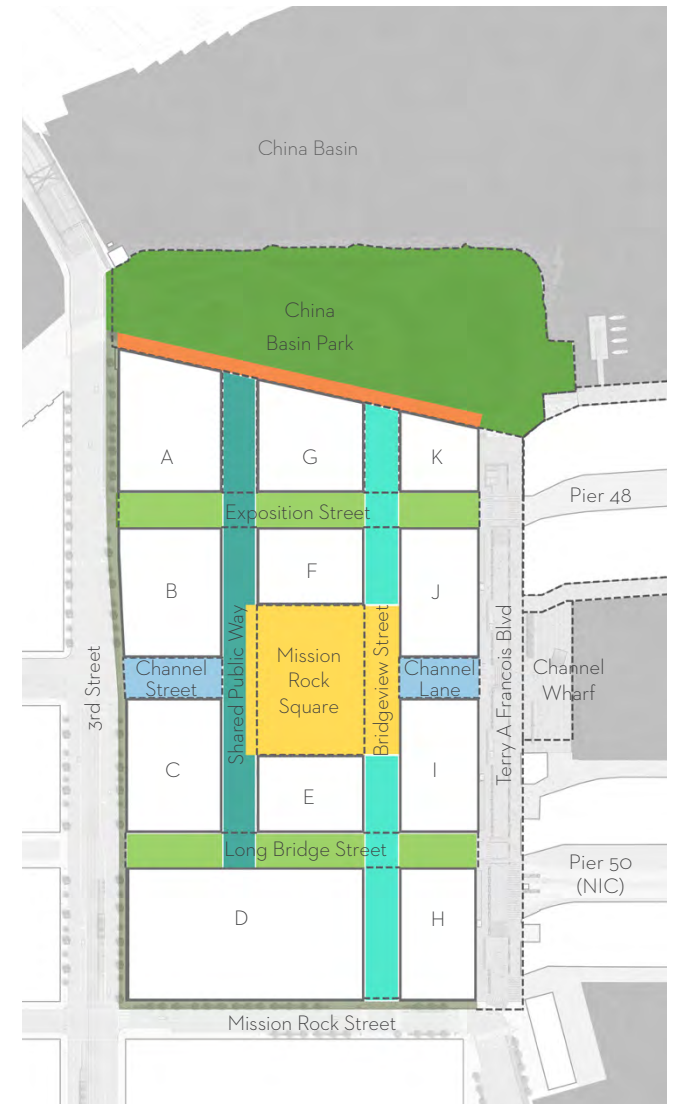 China Basin
China
Basin Park
A
G
K
Pier 48
Exposition Street
F
B
J
3rd Street
Channel
Street
Shared Public Way
Mission
Rock
Square
Bridgeview Street
Channel
Lane
Terry A Francois Blvd
Channel
Wharf
C
E
I
Long Bridge Street
Pier 50
(NIC)
D
H
Mission Rock Street